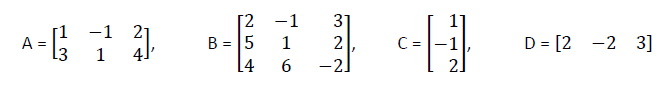 A = [1 −1 2; 3 1 4], B = [2 −1 3; 5 1 2; 4 6 −2], C = [1; −1; 2], D = [2 −2 3]